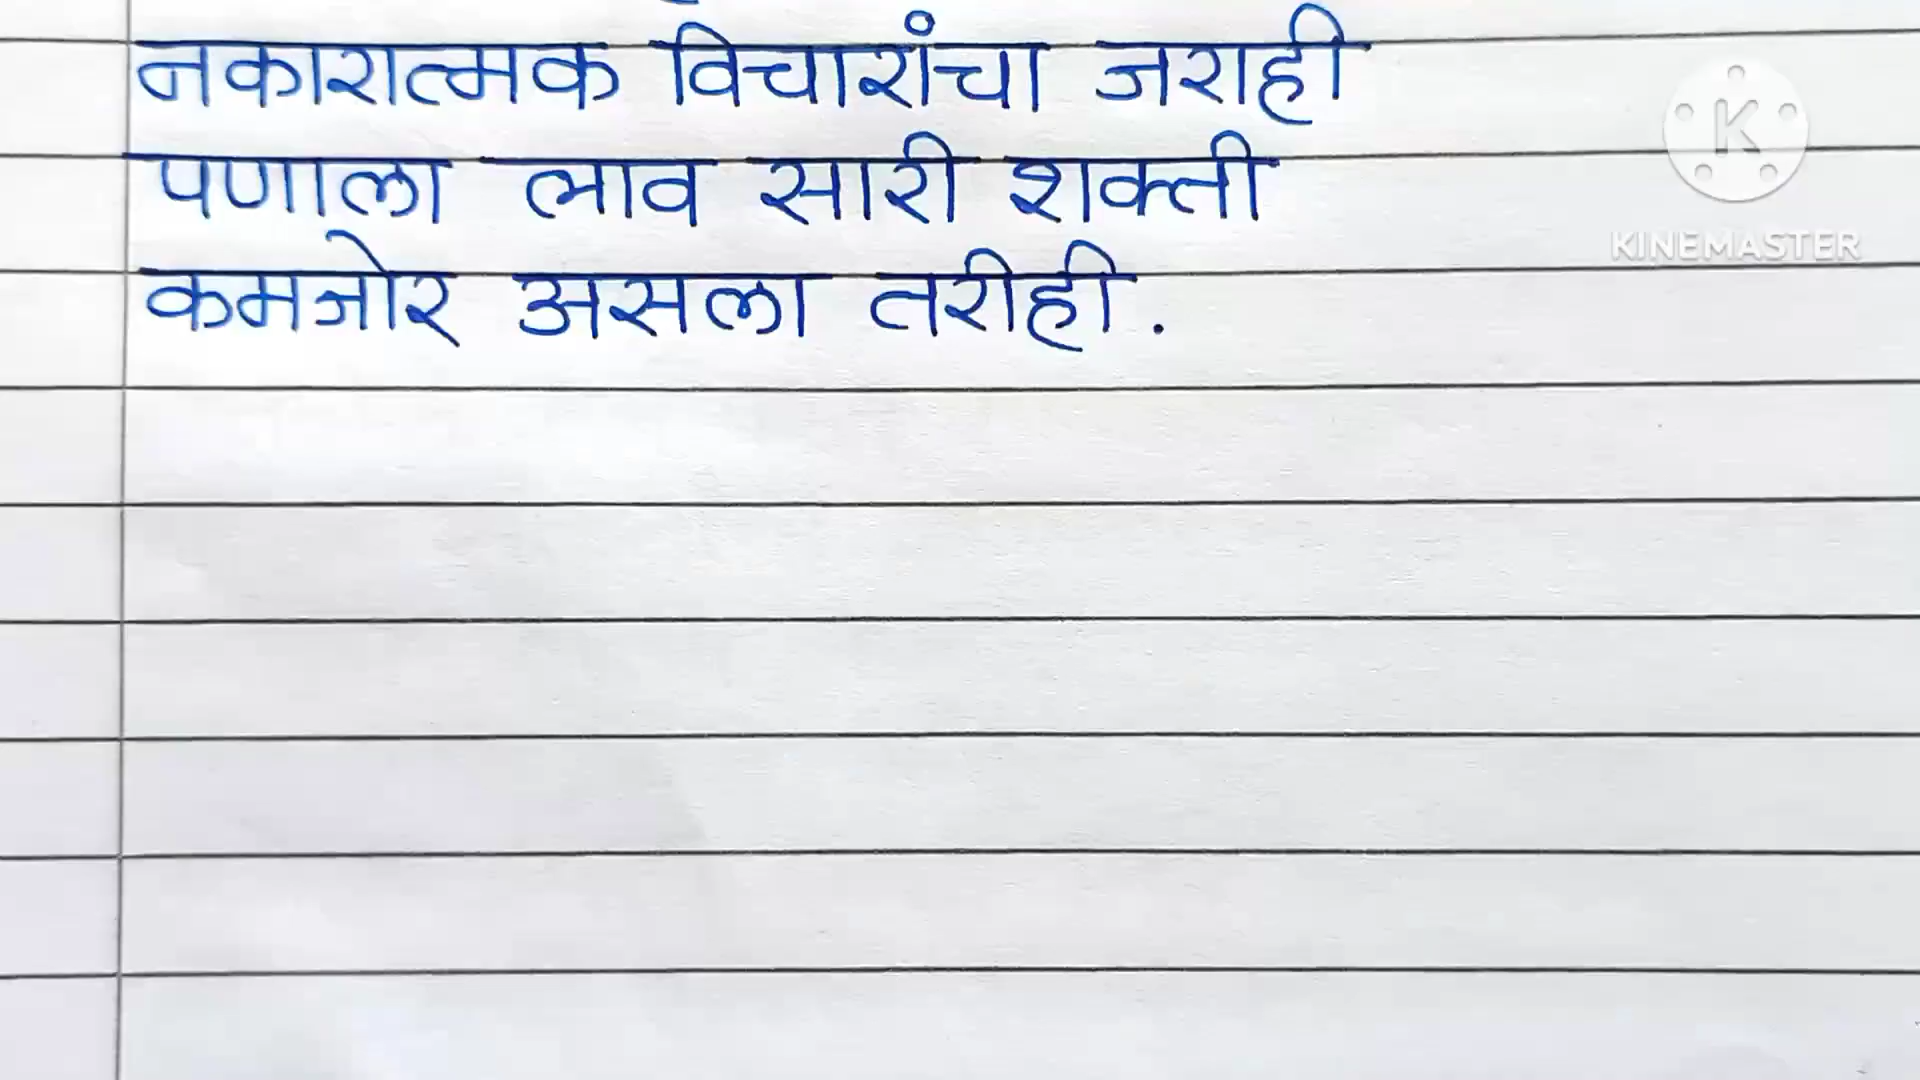 नकारात्मक विचारांचा जराही
पणाला लाव सारी शक्ती
कमजोर असला तरीही.
K
KINEMASTER